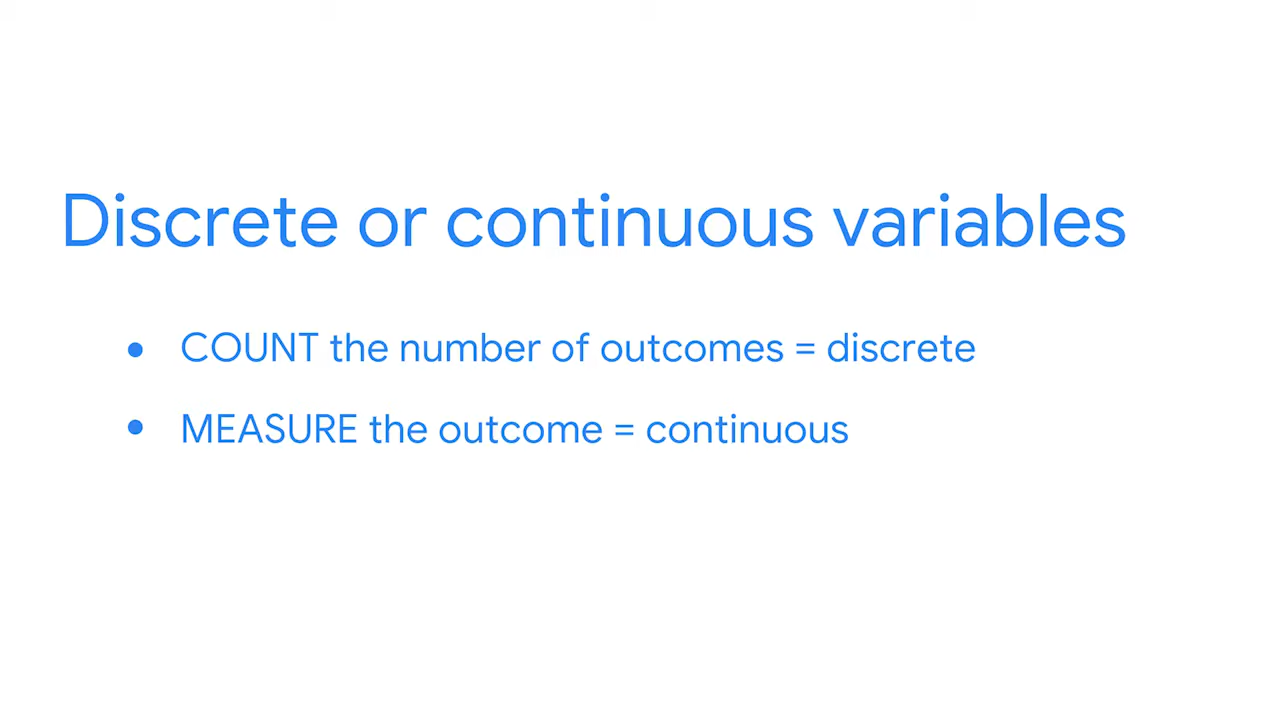 Discrete or continuous variables
• COUNT the number of outcomes = discrete
• MEASURE the outcome = continuous